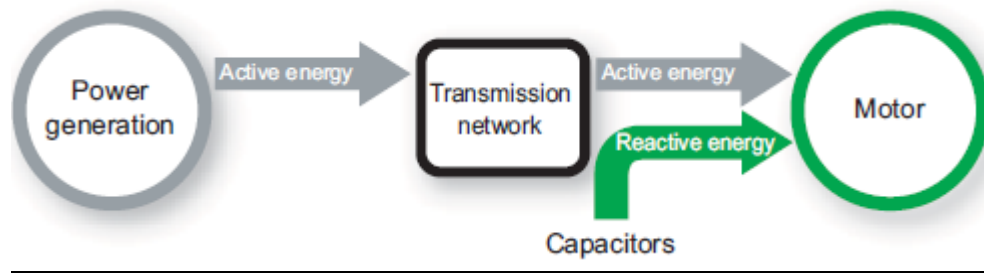 Power
generation
Active energy
Transmission
network
Active energy
Reactive energy
Motor
Capacitors